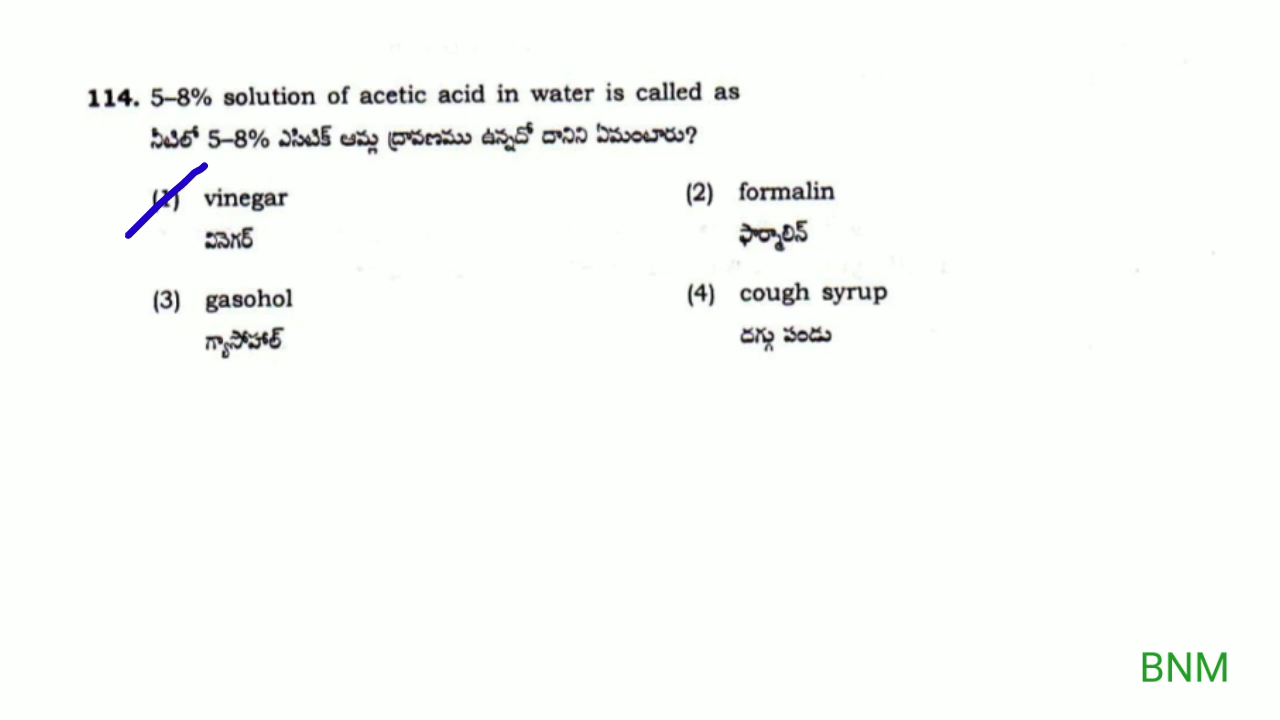 114. 5–8% solution of acetic acid in water is called as
నీటిలో 5–8% ఎసిటిక్ ఆమ్ల ద్రావణము ఉన్నదో దానిని ఏమంటారు?
(1) vinegar (2) formalin
వినెగర్ ఫార్మాలిన్
(3) gasohol (4) cough syrup
గ్యాసోహాల్ దగ్గు పండు
BNM